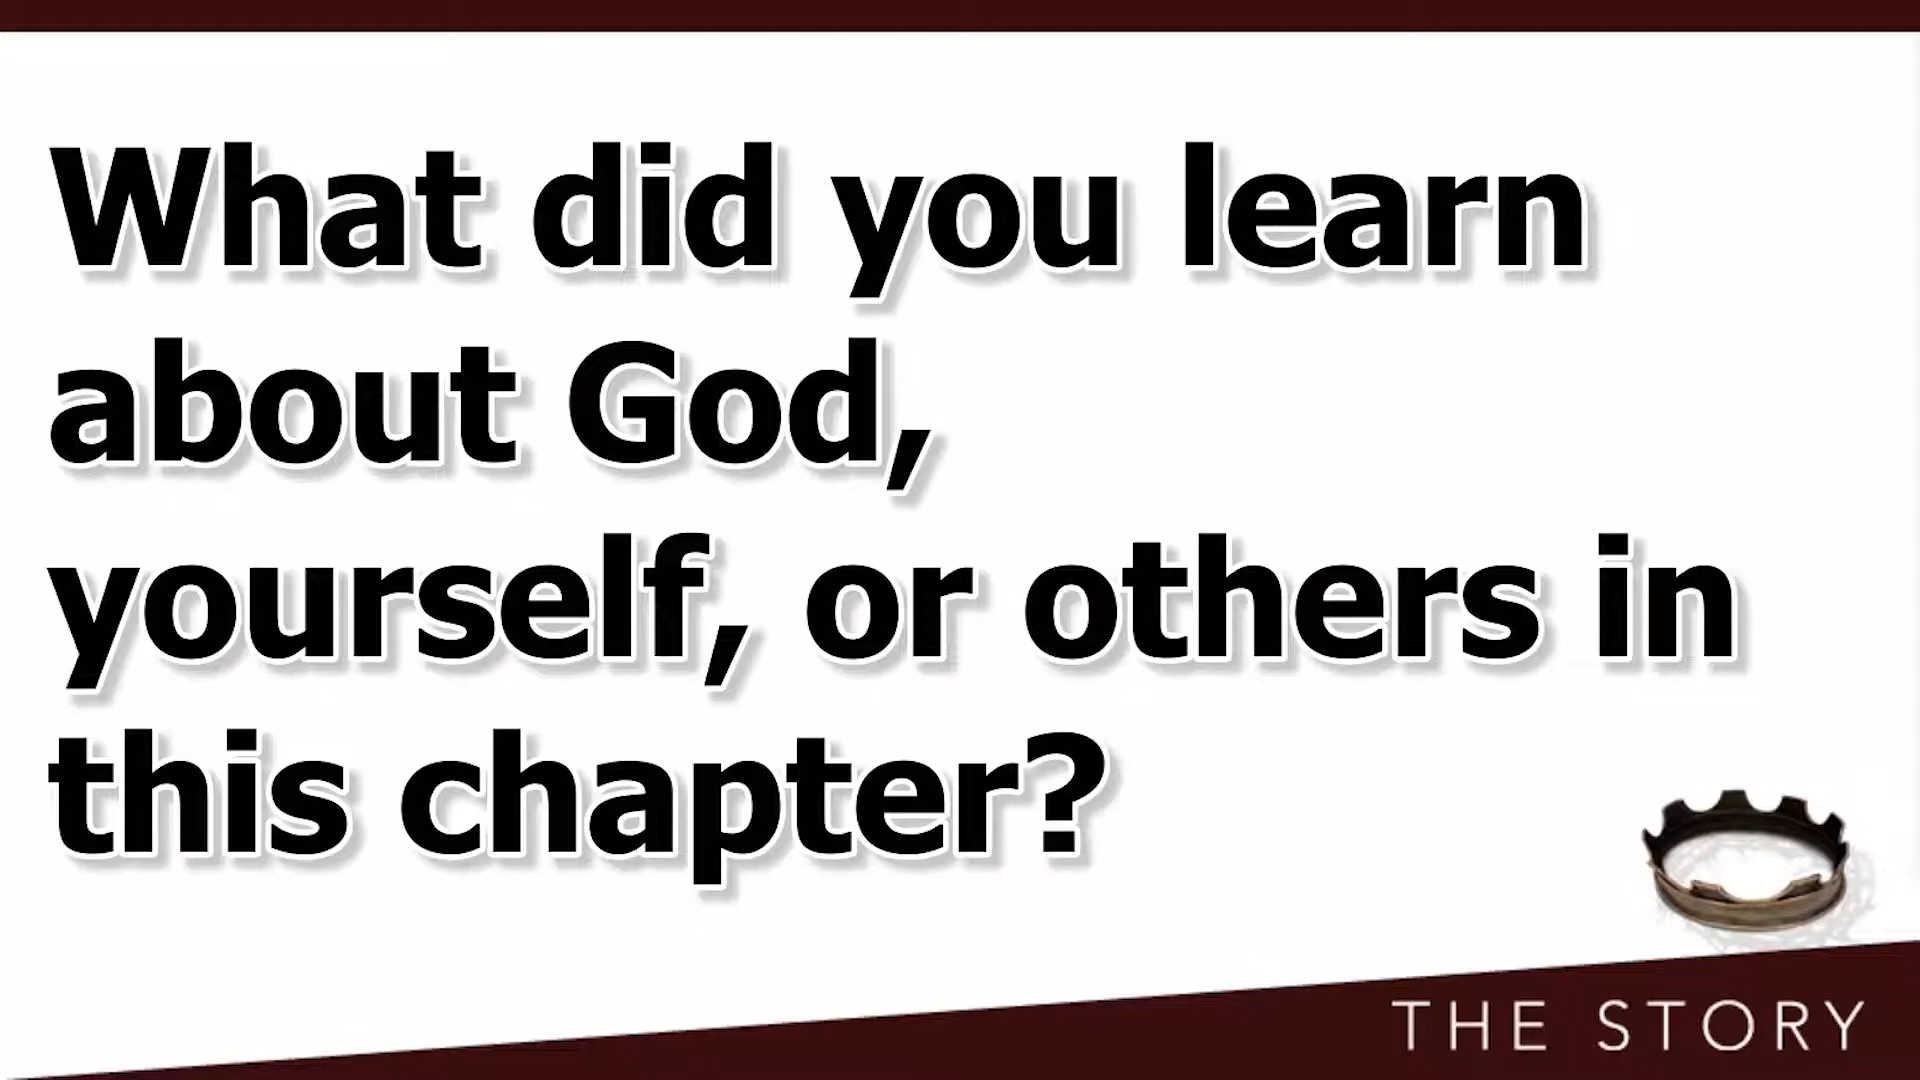 What did you learn
about God,
yourself, or others in
this chapter?
THE STORY